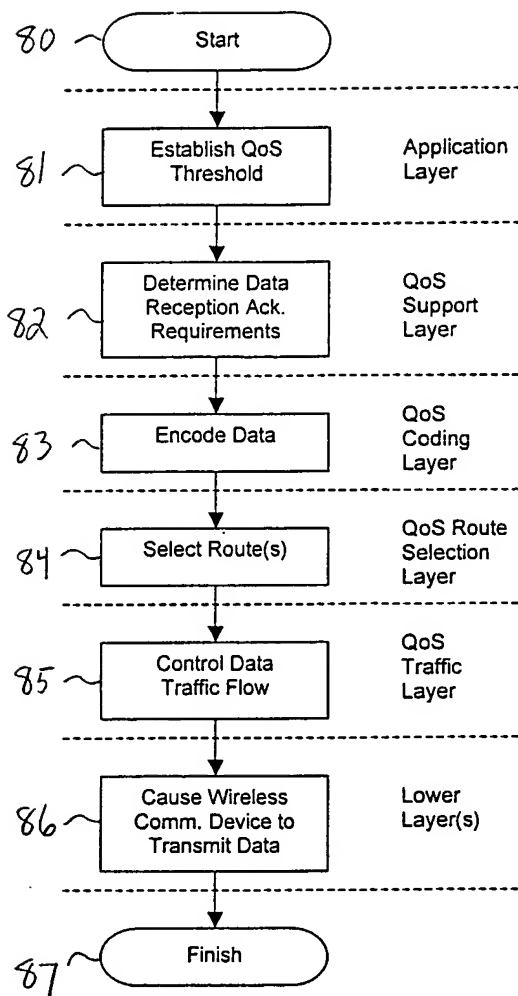 80
Start
81
Establish QoS
Threshold
Application
Layer
82
Determine Data
Reception Ack.
Requirements
QoS
Support
Layer
83
Encode Data
QoS
Coding
Layer
84
Select Route(s)
QoS Route
Selection
Layer
85
Control Data
Traffic Flow
QoS
Traffic
Layer
86
Cause Wireless
Comm. Device to
Transmit Data
Lower
Layer(s)
87
Finish